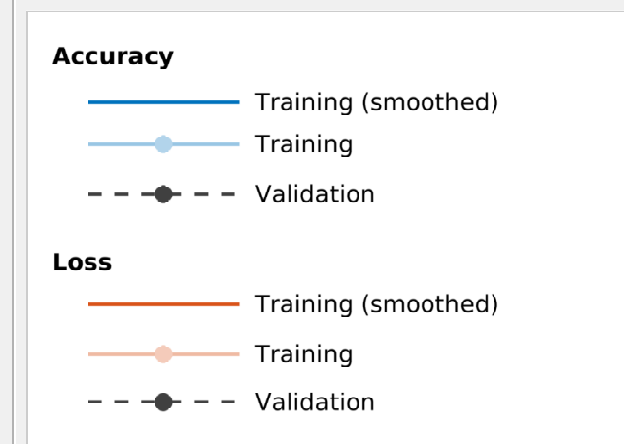 Accuracy
Training (smoothed)
Training
Validation
Loss
Training (smoothed)
Training
Validation